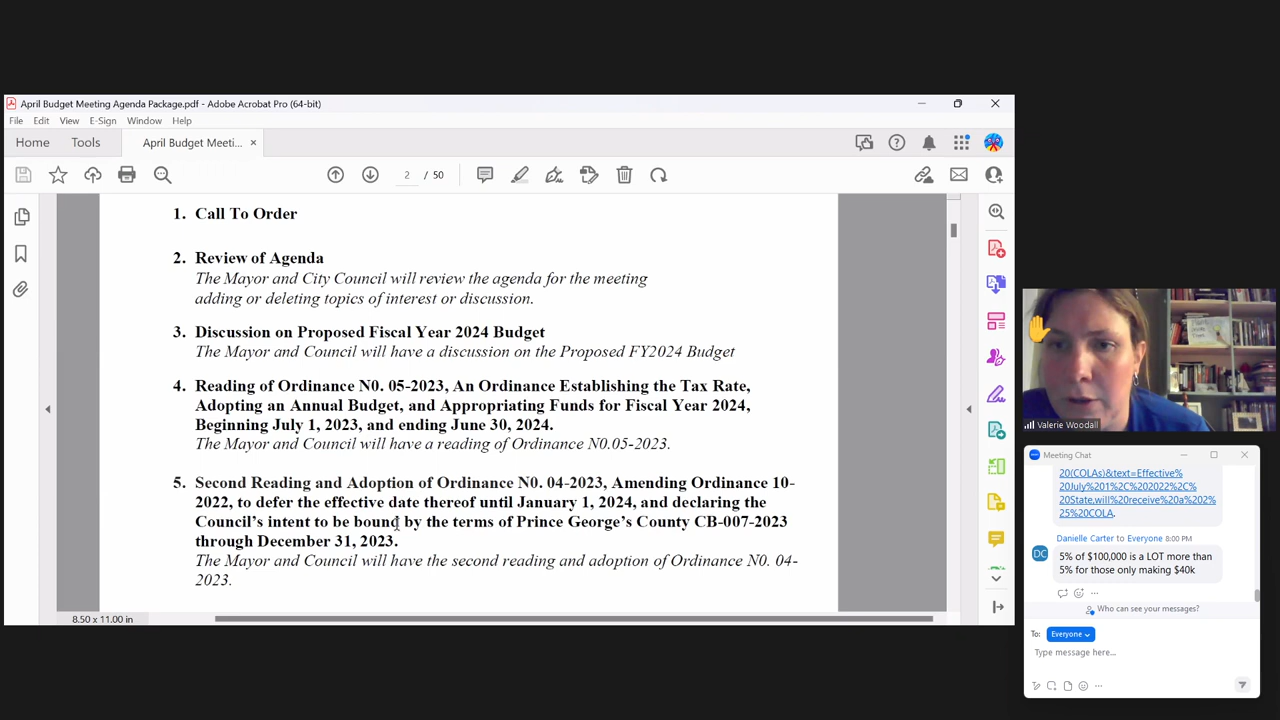 April Budget Meeting Agenda Package.pdf - Adobe Acrobat Pro (64-bit)
File Edit View E-Sign Window Help
Home Tools April Budget Meeti... ×
2 / 50
1. Call To Order
2. Review of Agenda
The Mayor and City Council will review the agenda for the meeting
adding or deleting topics of interest or discussion.
3. Discussion on Proposed Fiscal Year 2024 Budget
The Mayor and Council will have a discussion on the Proposed FY2024 Budget
4. Reading of Ordinance N0. 05-2023, An Ordinance Establishing the Tax Rate,
Adopting an Annual Budget, and Appropriating Funds for Fiscal Year 2024,
Beginning July 1, 2023, and ending June 30, 2024.
The Mayor and Council will have a reading of Ordinance N0.05-2023.
5. Second Reading and Adoption of Ordinance N0. 04-2023, Amending Ordinance 10-
2022, to defer the effective date hereof until January 1, 2024, and declaring the
Council's intent to be bound by the terms of Prince George's County CB-007-2023
through December 31, 2023.
The Mayor and Council will have the second reading and adoption of Ordinance N0. 04-
2023.
8.50 x 11.00 in
Valerie Woodall
Meeting Chat
20(COLAs)&text=Effective%
20July%201%2C%202022%2C%
20State,will%20receive%20a%2
25%20COLA.
Danielle Carter to Everyone 8:00 PM
DC
5% of $100,000 is a LOT more than
5% for those only making $40k
Who can see your messages?
To: Everyone
Type message here...